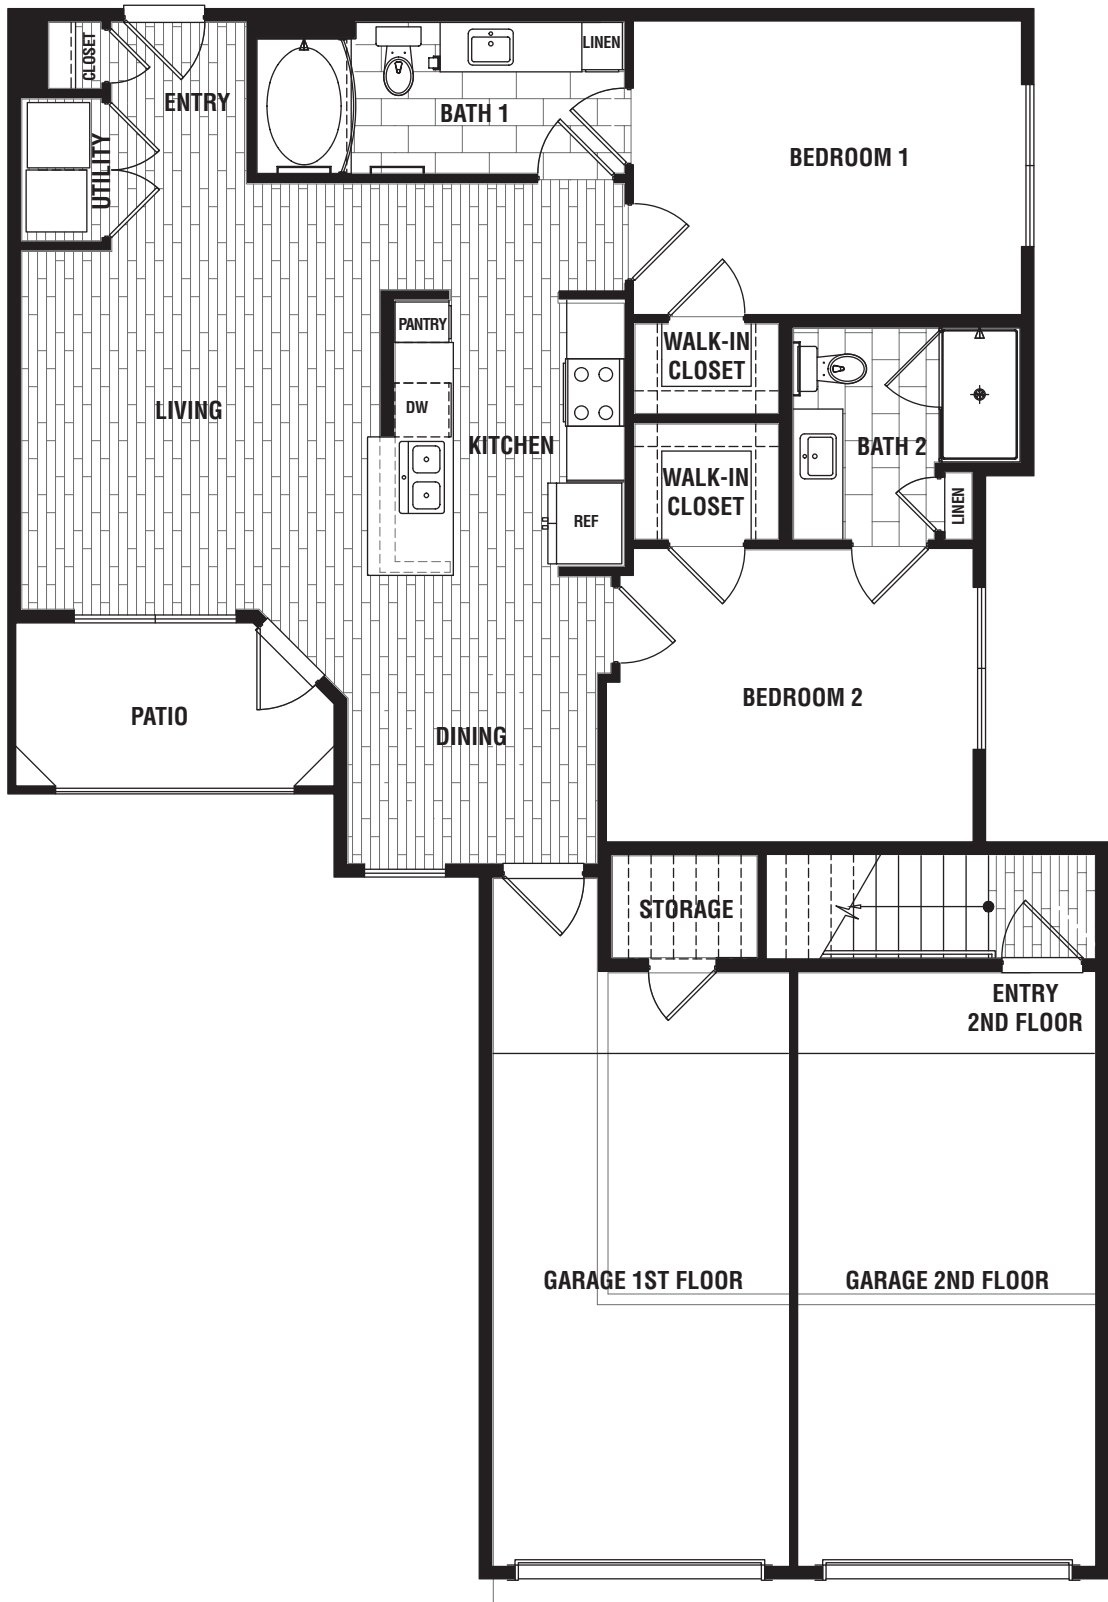 CLOSET
ENTRY
LINEN
BATH 1
UTILITY
BEDROOM 1
PANTRY
WALK-IN
CLOSET
LIVING
DW
KITCHEN
BATH 2
WALK-IN
CLOSET
REF
LINEN
PATIO
DINING
BEDROOM 2
STORAGE
ENTRY
2ND FLOOR
GARAGE 1ST FLOOR
GARAGE 2ND FLOOR